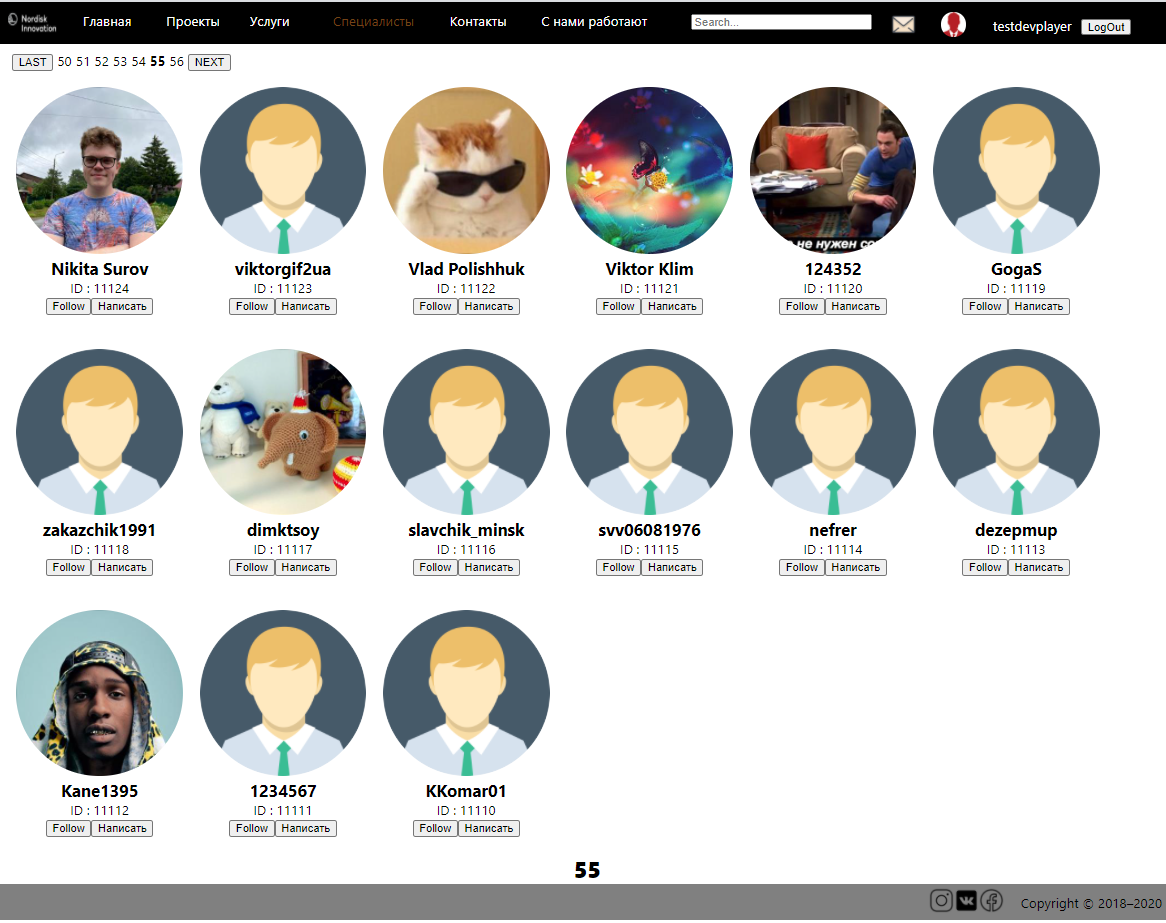 Nordisk Innovation Главная Проекты Услуги Специалисты Контакты С нами работают Search... testdevplayer LogOut
LAST 50 51 52 53 54 55 56 NEXT
не нужен со
Nikita Surov viktorgif2ua Vlad Polishhuk Viktor Klim 124352 GogaS
ID : 11124 ID : 11123 ID : 11122 ID : 11121 ID : 11120 ID : 11119
Follow Написать Follow Написать Follow Написать Follow Написать Follow Написать Follow Написать
zakazchik1991 dimktsoy slavchik_minsk svv06081976 nefrer dezepmup
ID : 11118 ID : 11117 ID : 11116 ID : 11115 ID : 11114 ID : 11113
Follow Написать Follow Написать Follow Написать Follow Написать Follow Написать Follow Написать
Kane1395 1234567 KKomar01
ID : 11112 ID : 11111 ID : 11110
Follow Написать Follow Написать Follow Написать
55
Copyright © 2018–2020